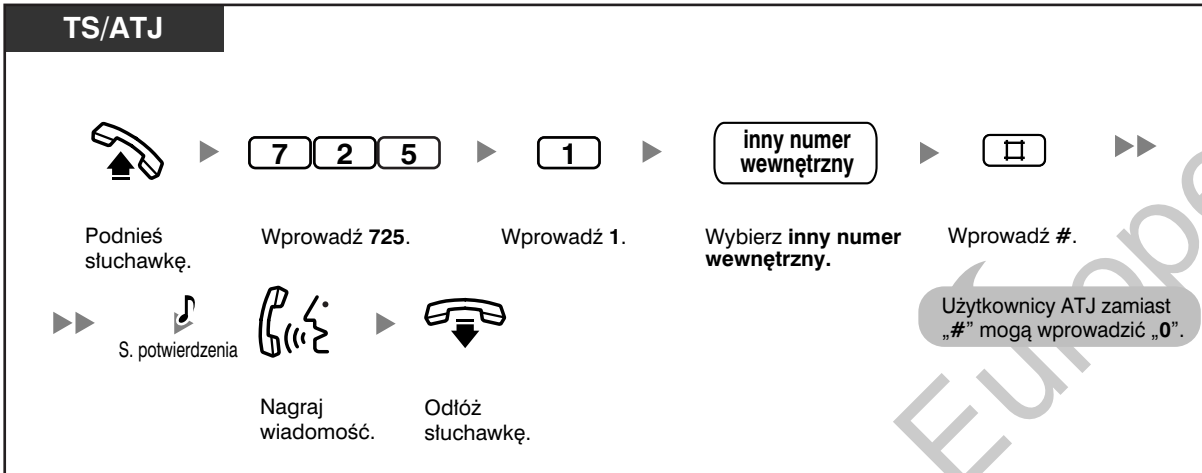 TS/ATJ
7 2 5
1
inny numer
wewnętrzny
#
Podnieś
słuchawkę.
Wprowadź 725.
Wprowadź 1.
Wybierz inny numer
wewnętrzny.
Wprowadź #.
Użytkownicy ATJ zamiast
„#” mogą wprowadzić „0”.
S. potwierdzenia
Nagraj
wiadomość.
Odłóż
słuchawkę.